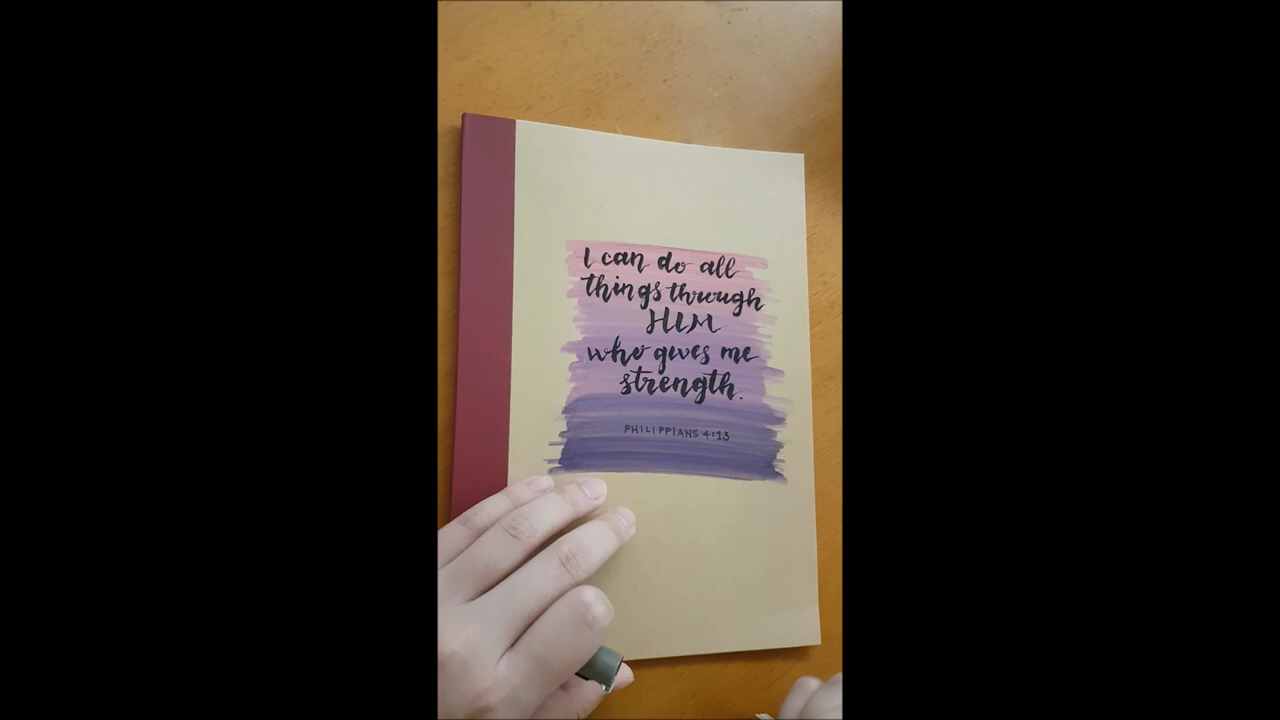 I can do all
things through
HIM
who gives me
strength.
PHILIPPIANS 4:13